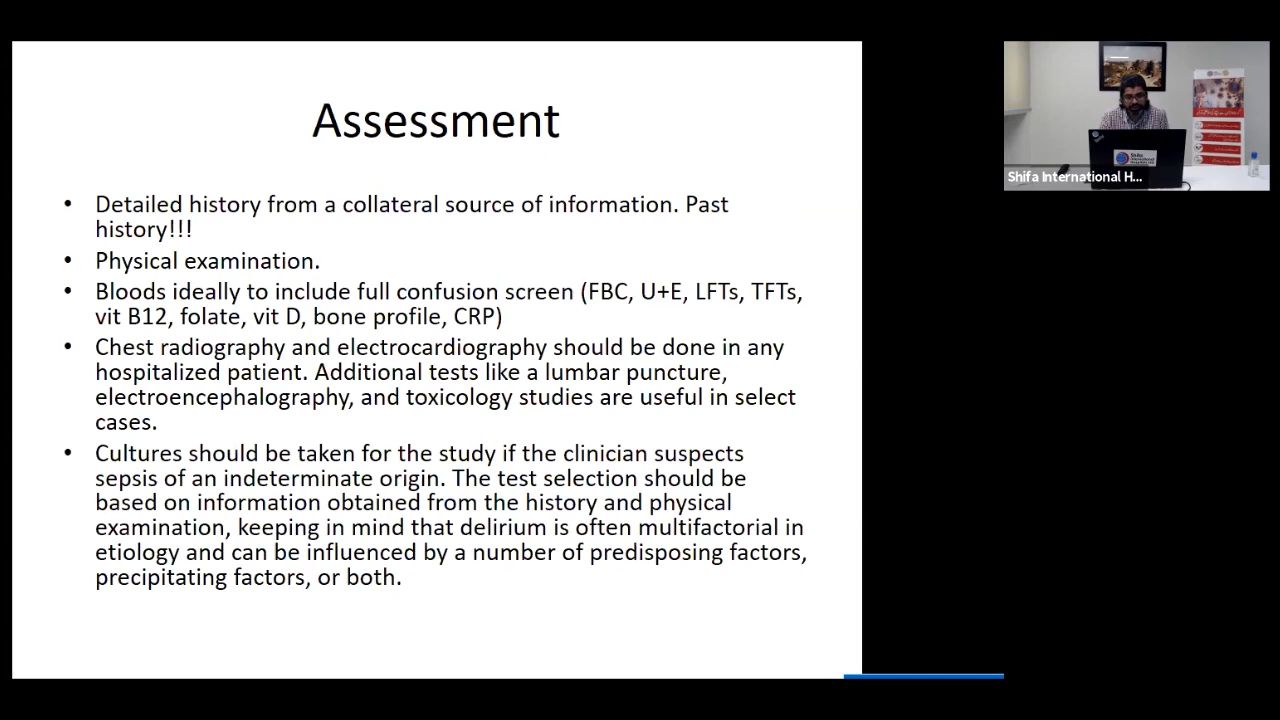 Assessment
• Detailed history from a collateral source of information. Past
history!!!
• Physical examination.
• Bloods ideally to include full confusion screen (FBC, U+E, LFTs, TFTs,
vit B12, folate, vit D, bone profile, CRP)
• Chest radiography and electrocardiography should be done in any
hospitalized patient. Additional tests like a lumbar puncture,
electroencephalography, and toxicology studies are useful in select
cases.
• Cultures should be taken for the study if the clinician suspects
sepsis of an indeterminate origin. The test selection should be
based on information obtained from the history and physical
examination, keeping in mind that delirium is often multifactorial in
etiology and can be influenced by a number of predisposing factors,
precipitating factors, or both.
Shifa
International
Shifa International H...